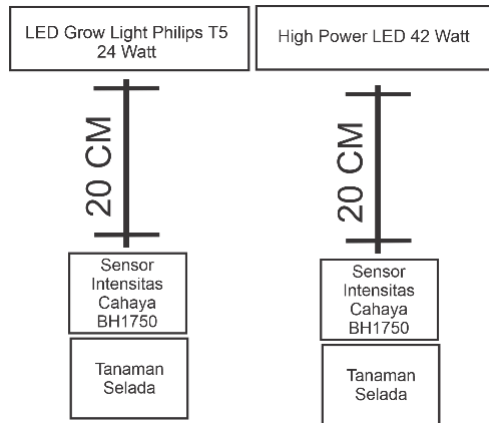 LED Grow Light Philips T5
24 Watt
20 CM
Sensor
Intensitas
Cahaya
BH1750
Tanaman
Selada
High Power LED 42 Watt
20 CM
Sensor
Intensitas
Cahaya
BH1750
Tanaman
Selada